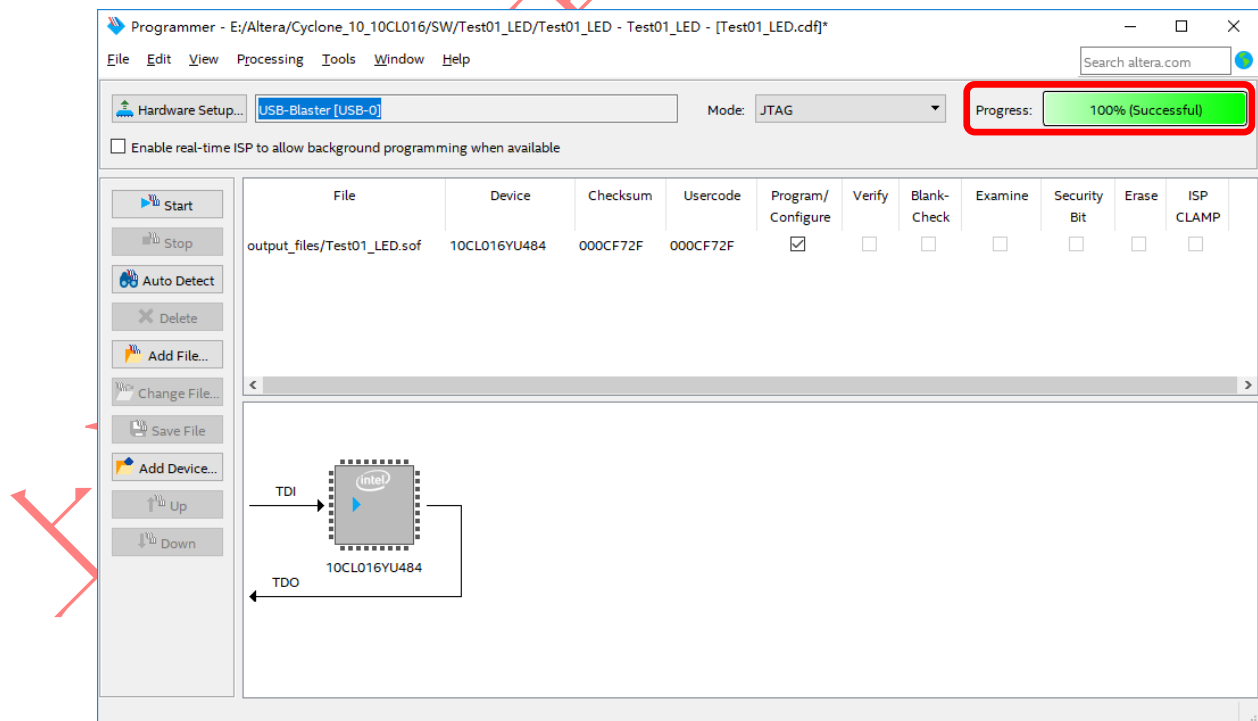 Programmer - E:/Altera/Cyclone_10_10CL016/SW/Test01_LED/Test01_LED - Test01_LED - [Test01_LED.cdf]*
File Edit View Processing Tools Window Help
Search altera.com
Hardware Setup... USB-Blaster [USB-0] Mode: JTAG Progress: 100% (Successful)
Enable real-time ISP to allow background programming when available
File Device Checksum Usercode Program/ Verify Blank- Examine Security Erase ISP
Configure Check Bit CLAMP
output_files/Test01_LED.sof 10CL016YU484 000CF72F 000CF72F
Start
Stop
Auto Detect
Delete
Add File...
Change File...
Save File
Add Device...
Up
Down
TDI
intel
10CL016YU484
TDO